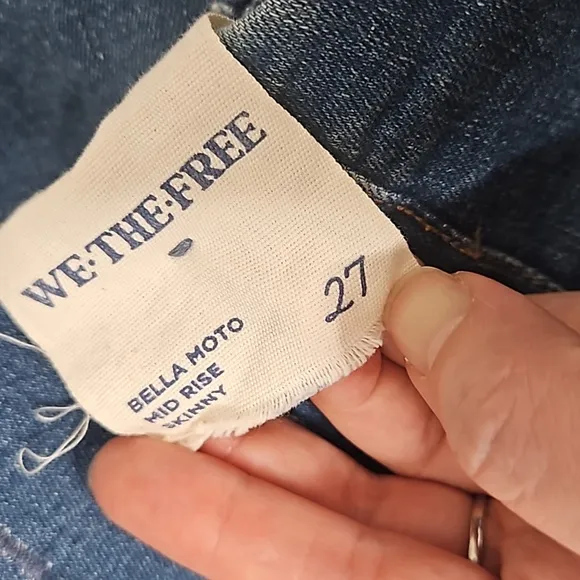 WE·THE·FREE
27
BELLA MOTO
MID RISE
SKINNY